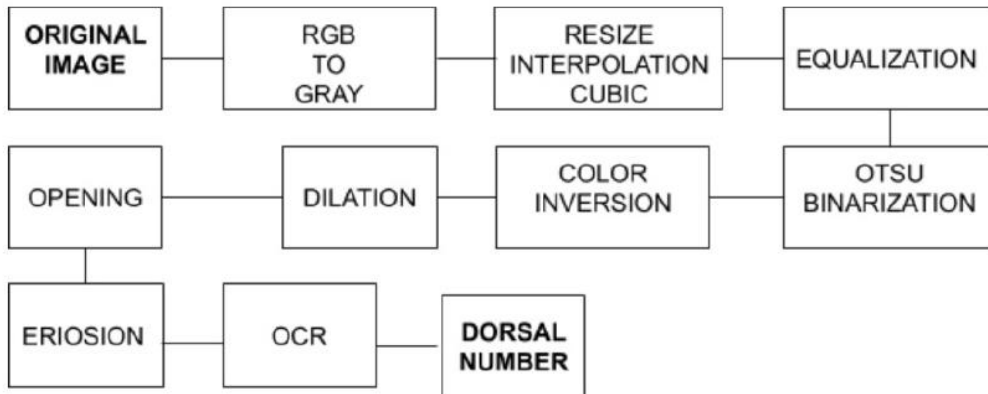 ORIGINAL
IMAGE
RGB
TO
GRAY
RESIZE
INTERPOLATION
CUBIC
EQUALIZATION
OTSU
BINARIZATION
COLOR
INVERSION
DILATION
OPENING
ERIOSION
OCR
DORSAL
NUMBER